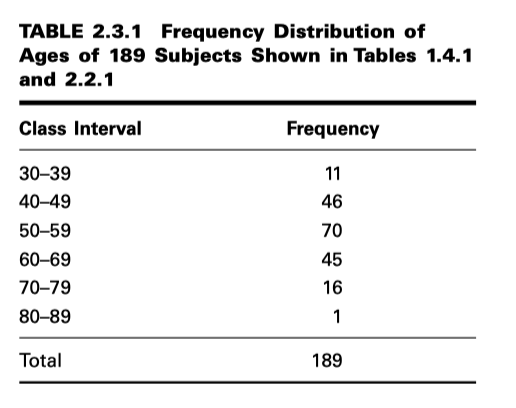 TABLE 2.3.1 Frequency Distribution of
Ages of 189 Subjects Shown in Tables 1.4.1
and 2.2.1
Class Interval Frequency
30–39 11
40–49 46
50–59 70
60–69 45
70–79 16
80–89 1
Total 189